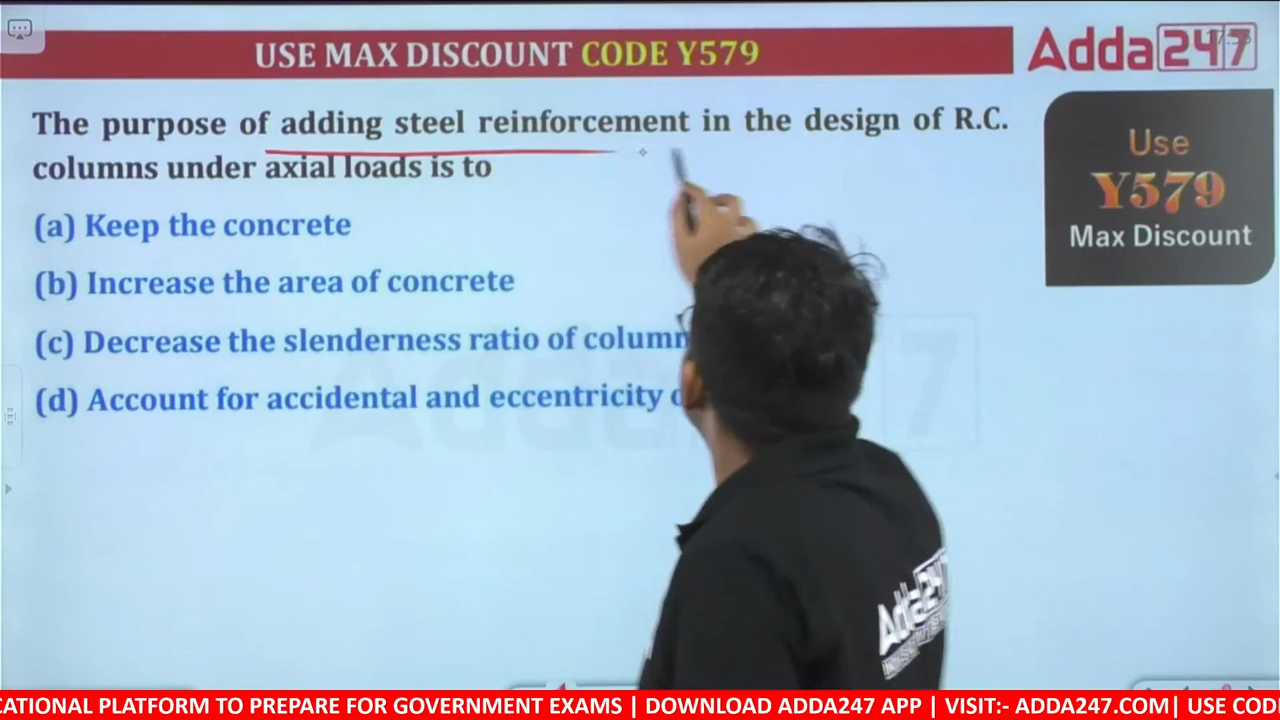 USE MAX DISCOUNT CODE Y579
Adda247
The purpose of adding steel reinforcement in the design of R.C.
columns under axial loads is to
(a) Keep the concrete
(b) Increase the area of concrete
(c) Decrease the slenderness ratio of column
(d) Account for accidental and eccentricity
Use
Y579
Max Discount
Adda247
CATIONAL PLATFORM TO PREPARE FOR GOVERNMENT EXAMS | DOWNLOAD ADDA247 APP | VISIT:- ADDA247.COM| USE COD